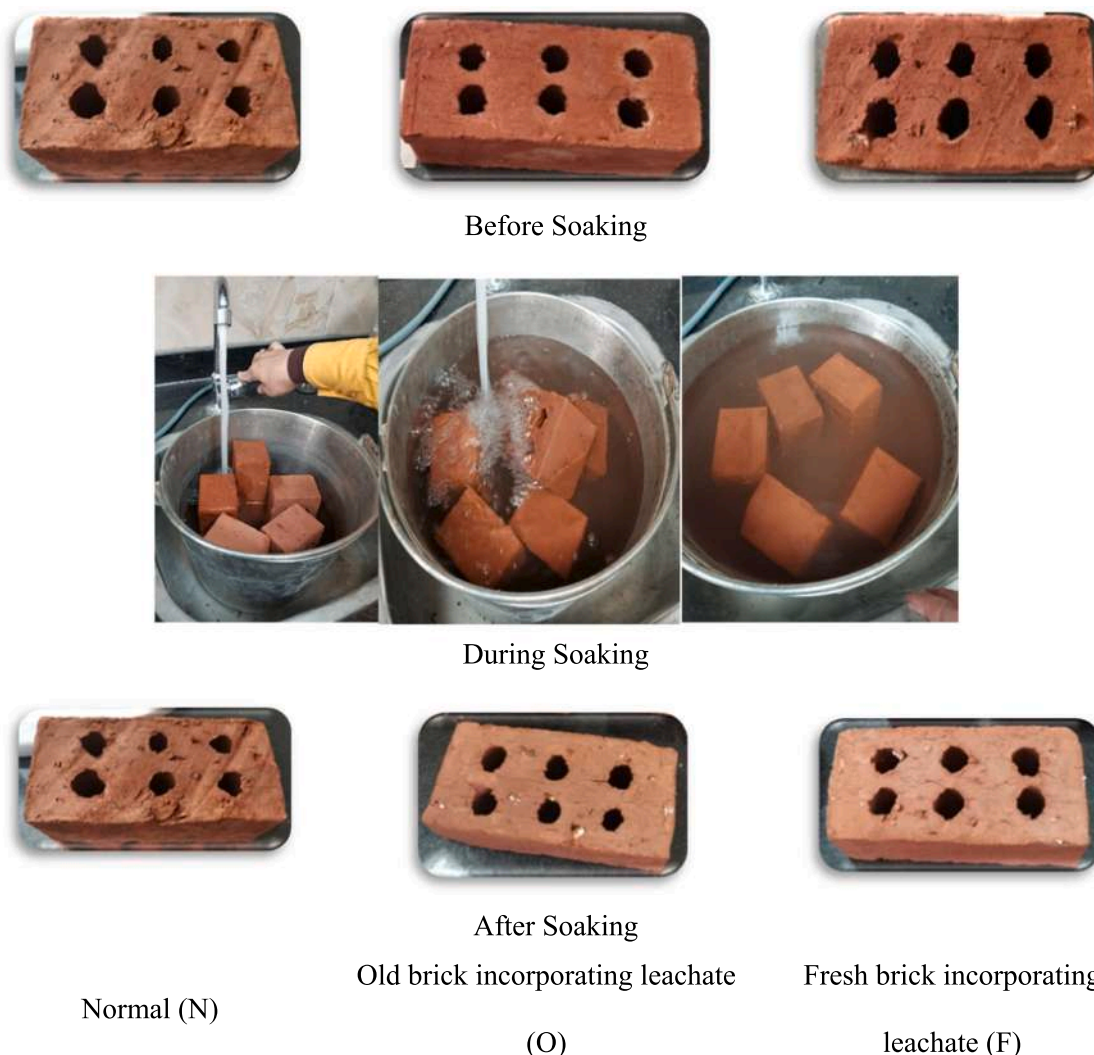 Before Soaking
During Soaking
After Soaking
Old brick incorporating leachate
Fresh brick incorporating
Normal (N)
(O)
leachate (F)